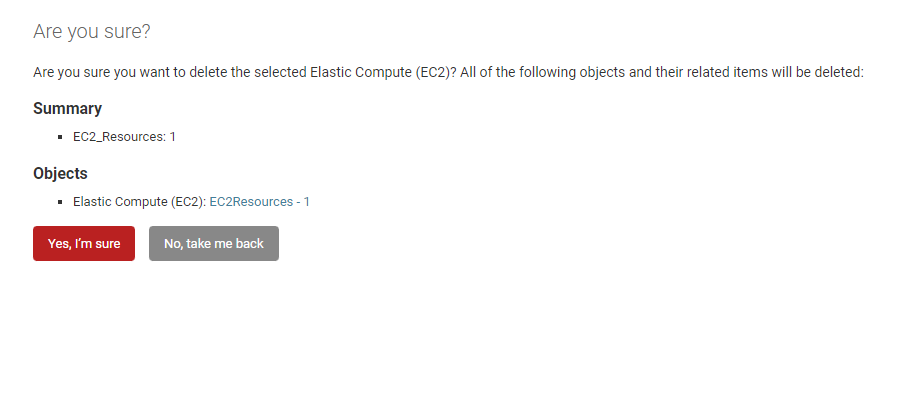 Are you sure?
Are you sure you want to delete the selected Elastic Compute (EC2)? All of the following objects and their related items will be deleted:
Summary
EC2_Resources: 1
Objects
Elastic Compute (EC2): EC2Resources - 1
Yes, I’m sure
No, take me back